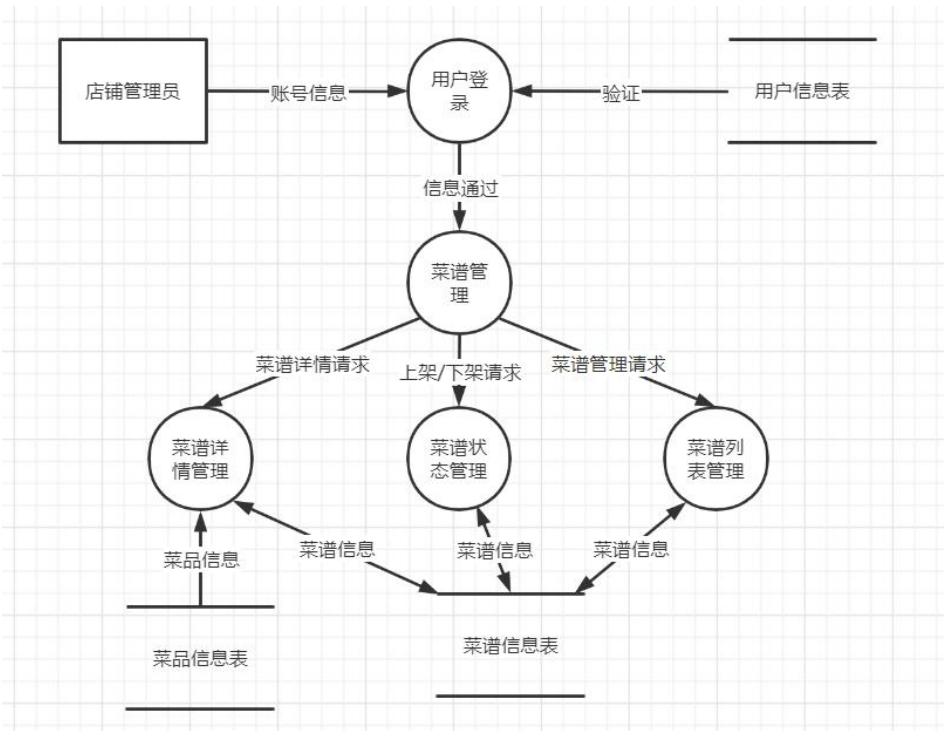 店铺管理员
账号信息
用户登
录
验证
用户信息表
信息通过
菜谱管
理
菜谱详情请求
上架/下架请求
菜谱管理请求
菜谱详
情管理
菜谱状
态管理
菜谱列
表管理
菜品信息
菜谱信息
菜谱信息
菜谱信息
菜品信息表
菜谱信息表